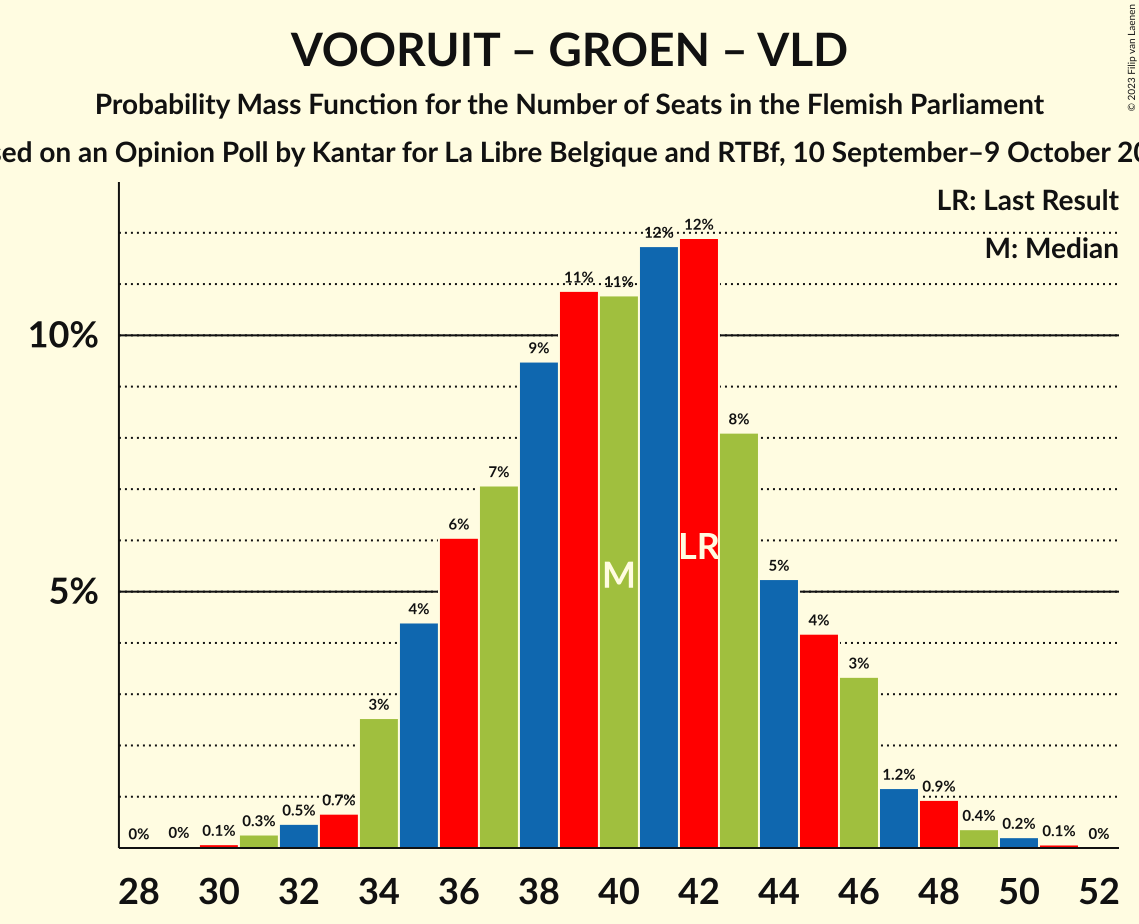 VOORUIT – GROEN – VLD
Probability Mass Function for the Number of Seats in the Flemish Parliament
on an Opinion Poll by Kantar for La Libre Belgique and RTBf, 10 September–9 October
© 2023 Filip van Laenen
LR: Last Result
M: Median
10%
5%
0% 0% 0.1% 0.3% 0.5% 0.7% 3% 4% 6% 7% 9% 11% 11% 12% 12% 8% 5% 4% 3% 1.2% 0.9% 0.4% 0.2% 0.1% 0%
M
LR
28 30 32 34 36 38 40 42 44 46 48 50 52